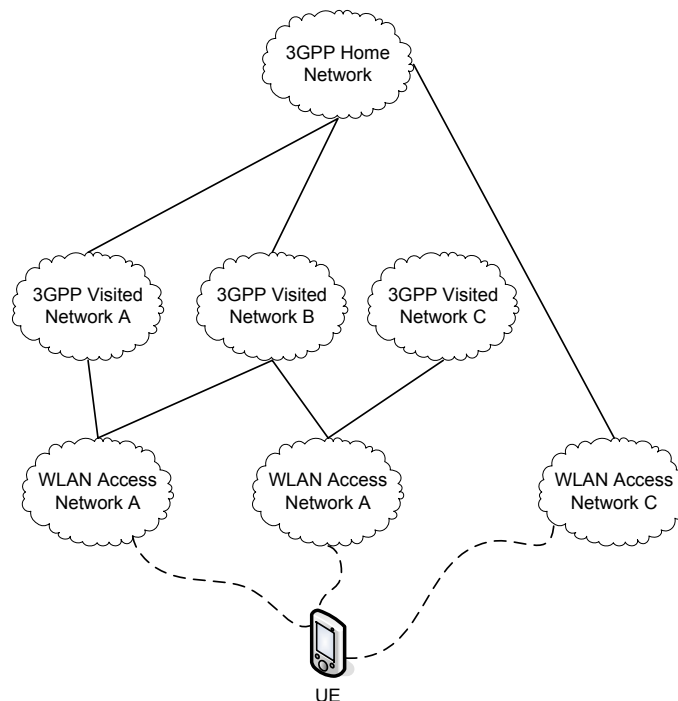 3GPP Home
Network
3GPP Visited
Network A
3GPP Visited
Network B
3GPP Visited
Network C
WLAN Access
Network A
WLAN Access
Network A
WLAN Access
Network C
UE